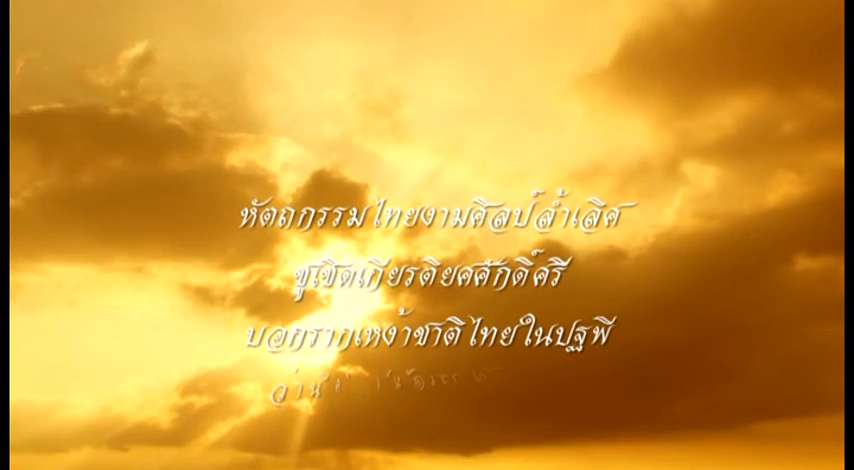 หัตถกรรมไทยงามศิลป์ล้ำเลิศ
ชูเชิดเกียรติยศศักดิ์ศรี
บอกรากเหง้าชาติไทยในปฐพี